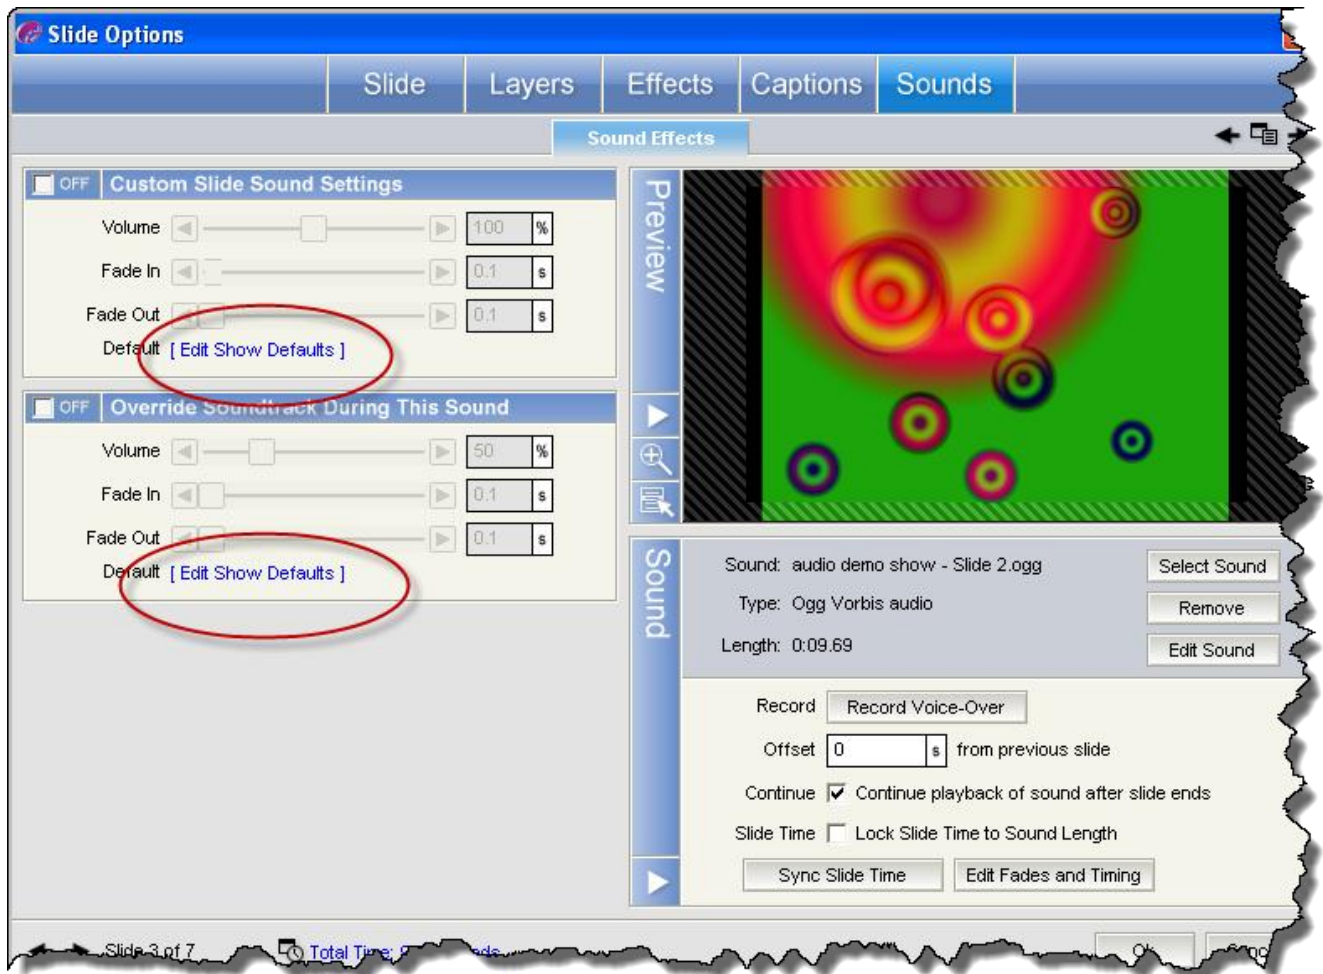 Slide Options
Slide Layers Effects Captions Sounds
Sound Effects
OFF Custom Slide Sound Settings
Volume 100 %
Fade In 0.1 s
Fade Out 0.1 s
Default [ Edit Show Defaults ]
OFF Override Soundtrack During This Sound
Volume 50 %
Fade In 0.1 s
Fade Out 0.1 s
Default [ Edit Show Defaults ]
Preview
Sound
Sound: audio demo show - Slide 2.ogg Select Sound
Type: Ogg Vorbis audio Remove
Length: 0:09.69 Edit Sound
Record Record Voice-Over
Offset 0 s from previous slide
Continue Continue playback of sound after slide ends
Slide Time Lock Slide Time to Sound Length
Sync Slide Time Edit Fades and Timing
Slide 3 of 7 Total Time: